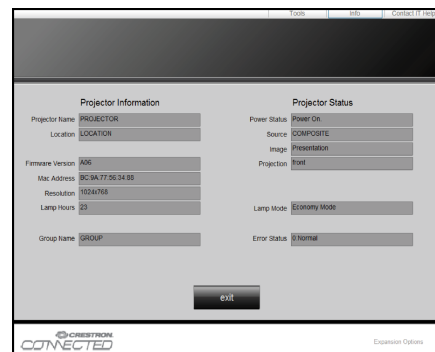 Tools Info Contact IT Help
Projector Information
Projector Name PROJECTOR
Location LOCATION
Firmware Version A06
Mac Address BC:9A:77:56:34:88
Resolution 1024x768
Lamp Hours 23
Group Name GROUP
Projector Status
Power Status Power On.
Source COMPOSITE
Image Presentation
Projection front
Lamp Mode Economy Mode
Error Status 0:Normal
exit
CRESTRON
CONNECTED
Expansion Options